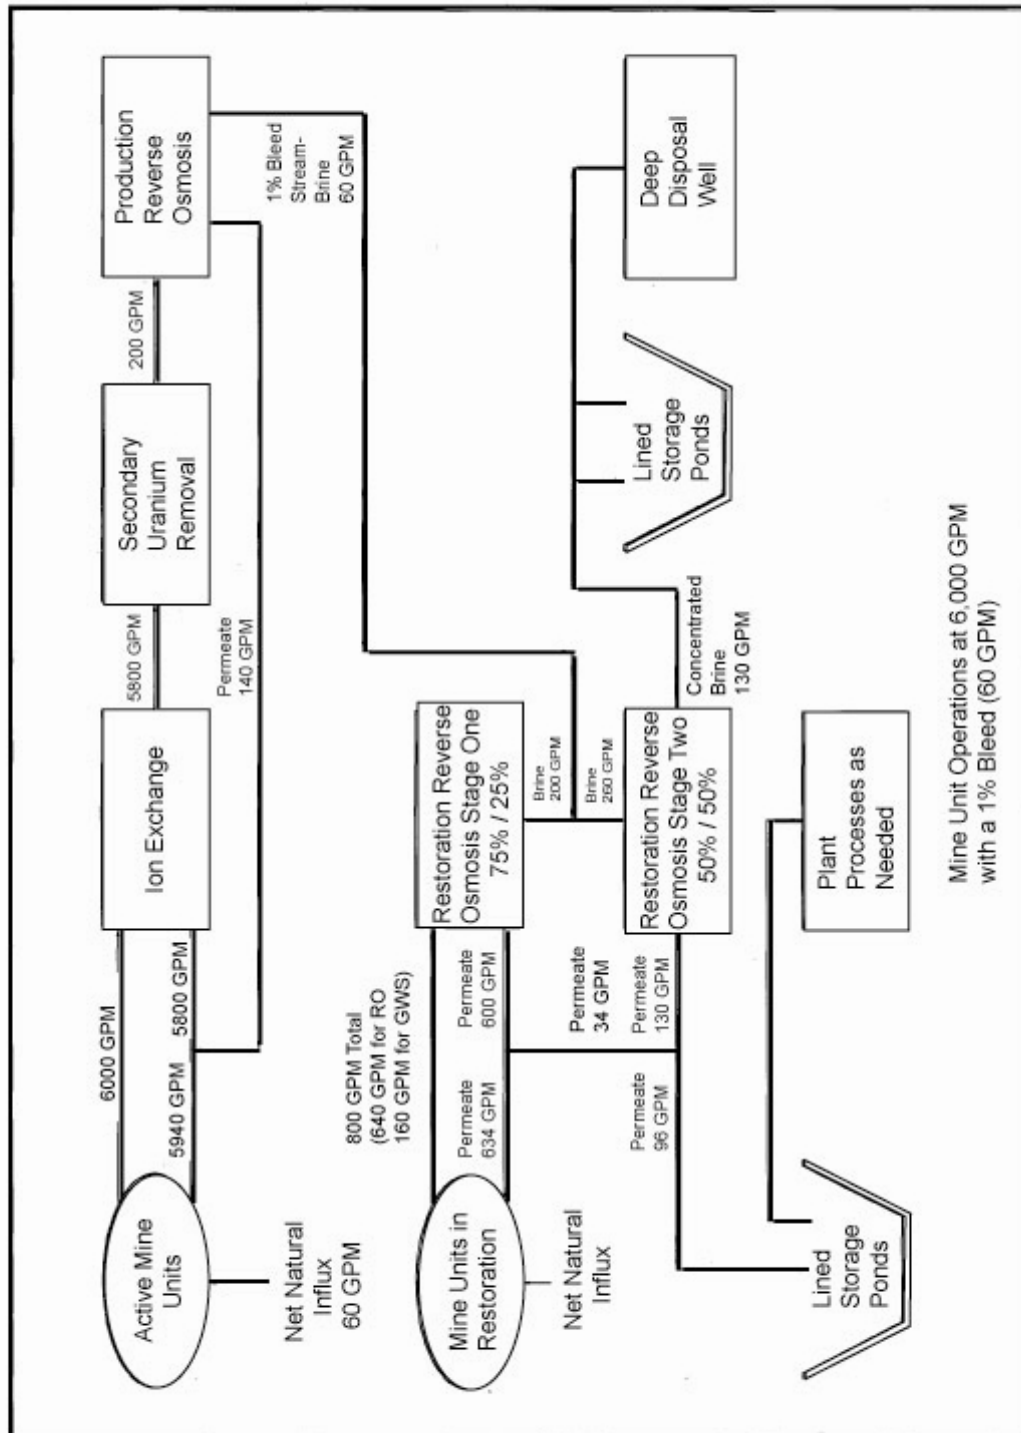 Production
Reverse
Osmosis
200 GPM
Secondary
Uranium
Removal
5800 GPM
Ion Exchange
6000 GPM
5940 GPM
5800 GPM
Active Mine
Units
Net Natural
Influx
60 GPM
Permeate
140 GPM
1% Bleed
Stream-
Brine
60 GPM
Restoration Reverse
Osmosis Stage One
75% / 25%
800 GPM Total
(640 GPM for RO
160 GPM for GWS)
Permeate
634 GPM
Permeate
600 GPM
Mine Units in
Restoration
Net Natural
Influx
Brine
200 GPM
Brine
260 GPM
Permeate
34 GPM
Restoration Reverse
Osmosis Stage Two
50% / 50%
Permeate
130 GPM
Permeate
96 GPM
Concentrated
Brine
130 GPM
Deep
Disposal
Well
Lined
Storage
Ponds
Plant
Processes as
Needed
Lined
Storage
Ponds
Mine Unit Operations at 6,000 GPM
with a 1% Bleed (60 GPM)